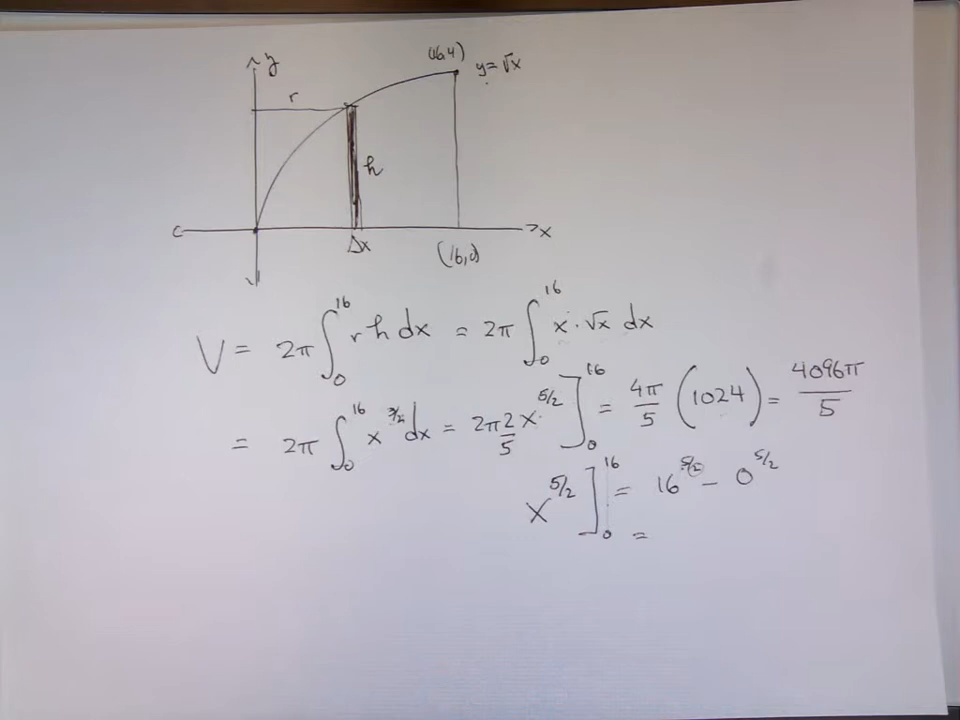 (16,4)
y
y = √x
r
h
x
Δx
(16,0)
V = 2π ∫₀¹⁶ r h dx = 2π ∫₀¹⁶ x · √x dx
= 2π ∫₀¹⁶ x^{3/2} dx = 2π 2/5 x^{5/2} ]₀¹⁶ = 4π/5 (1024) = 4096π/5
x^{5/2} ]₀¹⁶ = 16^{5/2} − 0^{5/2}
=